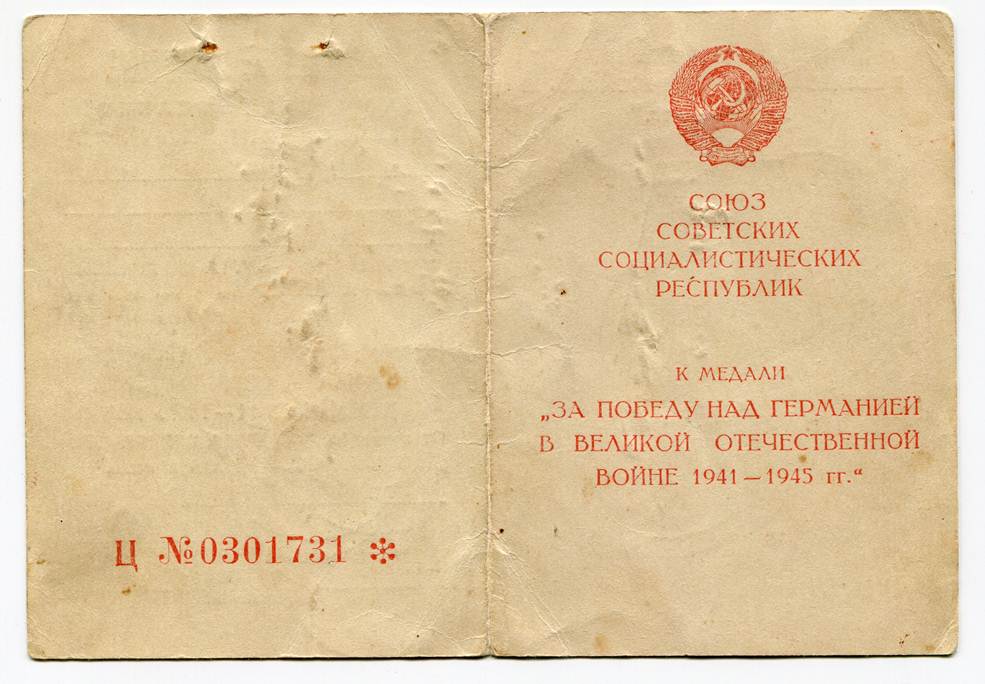 Ц №0301731
СОЮЗ
СОВЕТСКИХ
СОЦИАЛИСТИЧЕСКИХ
РЕСПУБЛИК
К МЕДАЛИ
„ЗА ПОБЕДУ НАД ГЕРМАНИЕЙ
В ВЕЛИКОЙ ОТЕЧЕСТВЕННОЙ
ВОЙНЕ 1941 — 1945 гг.“